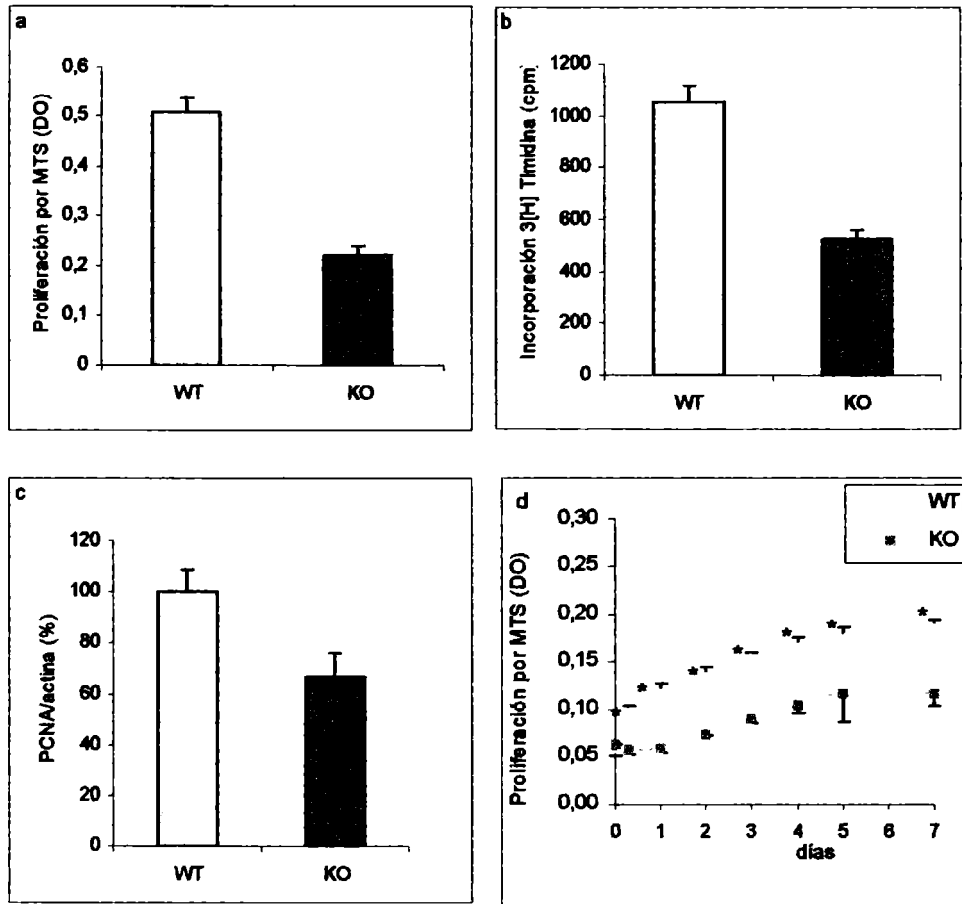 a
Proliferación por MTS (DO)
0,6
0,5
0,4
0,3
0,2
0,1
0
WT
KO
b
Incorporación 3[H] Timidina (cpm)
1200
1000
800
600
400
200
0
WT
KO
c
PCNA/actina (%)
120
100
80
60
40
20
0
WT
KO
d
WT
KO
Proliferación por MTS (DO)
0,30
0,25
0,20
0,15
0,10
0,05
0,00
* * * * * * *
0 1 2 3 4 5 7
días